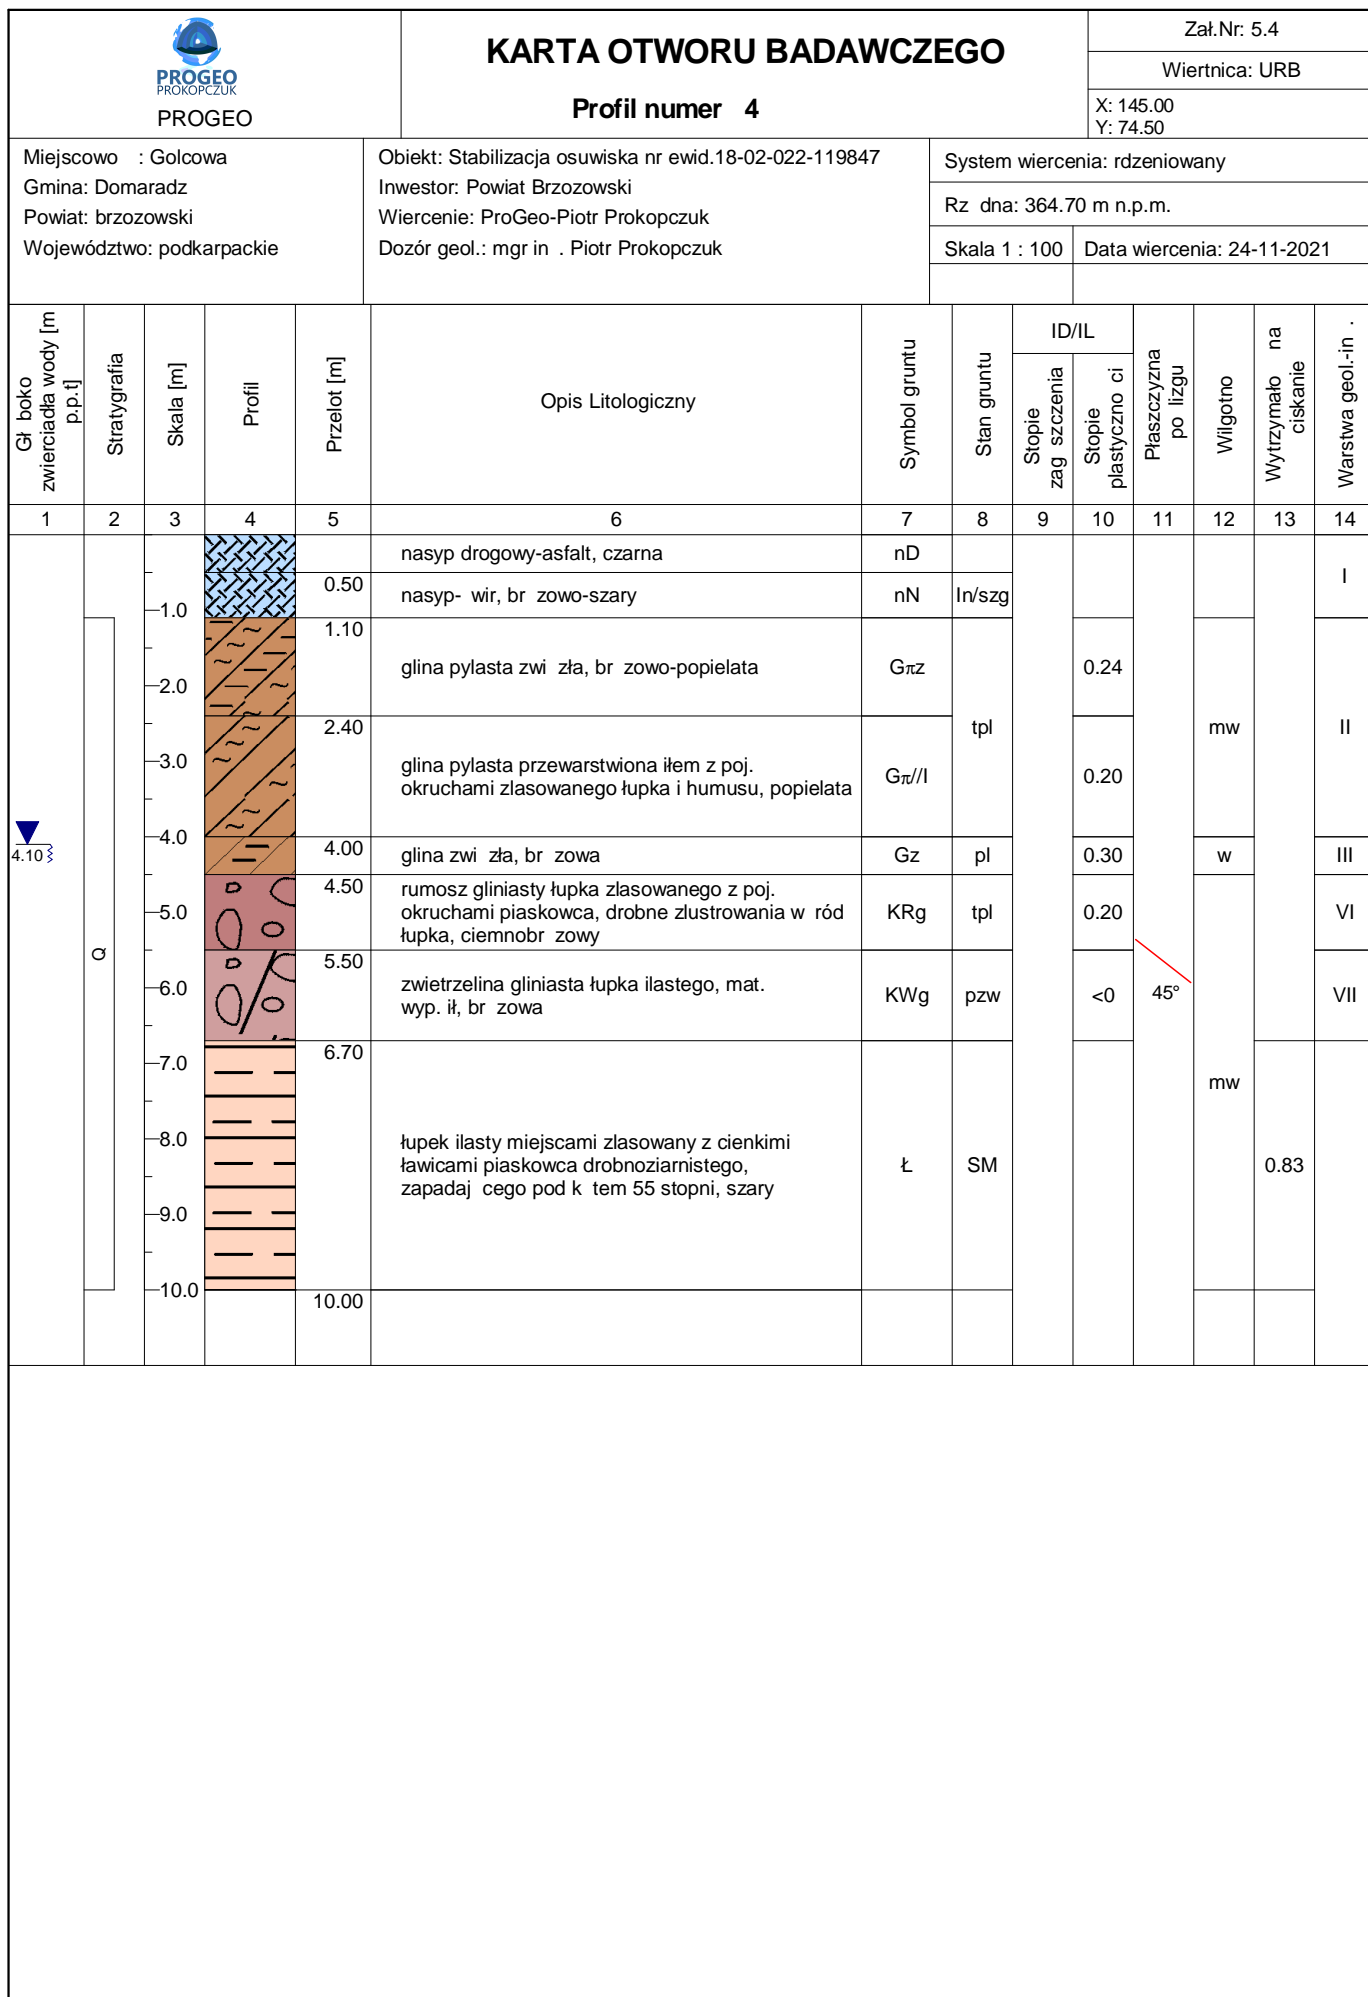 PROGEO
PROKOPCZUK
PROGEO
KARTA OTWORU BADAWCZEGO
Profil numer 4
Zał.Nr: 5.4
Wiertnica: URB
X: 145.00
Y: 74.50
Miejscowo : Golcowa
Gmina: Domaradz
Powiat: brzozowski
Województwo: podkarpackie
Obiekt: Stabilizacja osuwiska nr ewid.18-02-022-119847
Inwestor: Powiat Brzozowski
Wiercenie: ProGeo-Piotr Prokopczuk
Dozór geol.: mgr in . Piotr Prokopczuk
System wiercenia: rdzeniowany
Rz dna: 364.70 m n.p.m.
Skala 1 : 100 Data wiercenia: 24-11-2021
Gł boko
zwierciadła wody [m
p.p.t]
Stratygrafia
Skala [m]
Profil
Przelot [m]
Opis Litologiczny
Symbol gruntu
Stan gruntu
ID/IL
Stopie
zag szczenia
Stopie
plastyczno ci
Płaszczyzna
po lizgu
Wilgotno
Wytrzymało na
ciskanie
Warstwa geol.-in .
1 2 3 4 5 6 7 8 9 10 11 12 13 14
nasyp drogowy-asfalt, czarna nD
I
0.50 nasyp- wir, br zowo-szary nN ln/szg
1.0
1.10
glina pylasta zwi zła, br zowo-popielata Gπz 0.24
2.0
2.40
tpl mw II
3.0
glina pylasta przewarstwiona iłem z poj.
okruchami zlasowanego łupka i humusu, popielata Gπ//I 0.20
4.0
4.10
4.00 glina zwi zła, br zowa Gz pl 0.30 w III
4.50 rumosz gliniasty łupka zlasowanego z poj.
5.0 okruchami piaskowca, drobne zlustrowania w ród KRg tpl 0.20 VI
łupka, ciemnobr zowy
Q
5.50
6.0
zwietrzelina gliniasta łupka ilastego, mat.
wyp. ił, br zowa KWg pzw <0 45° VII
6.70
7.0
mw
8.0
łupek ilasty miejscami zlasowany z cienkimi
ławicami piaskowca drobnoziarnistego, Ł SM 0.83
zapadaj cego pod k tem 55 stopni, szary
9.0
10.0
10.00